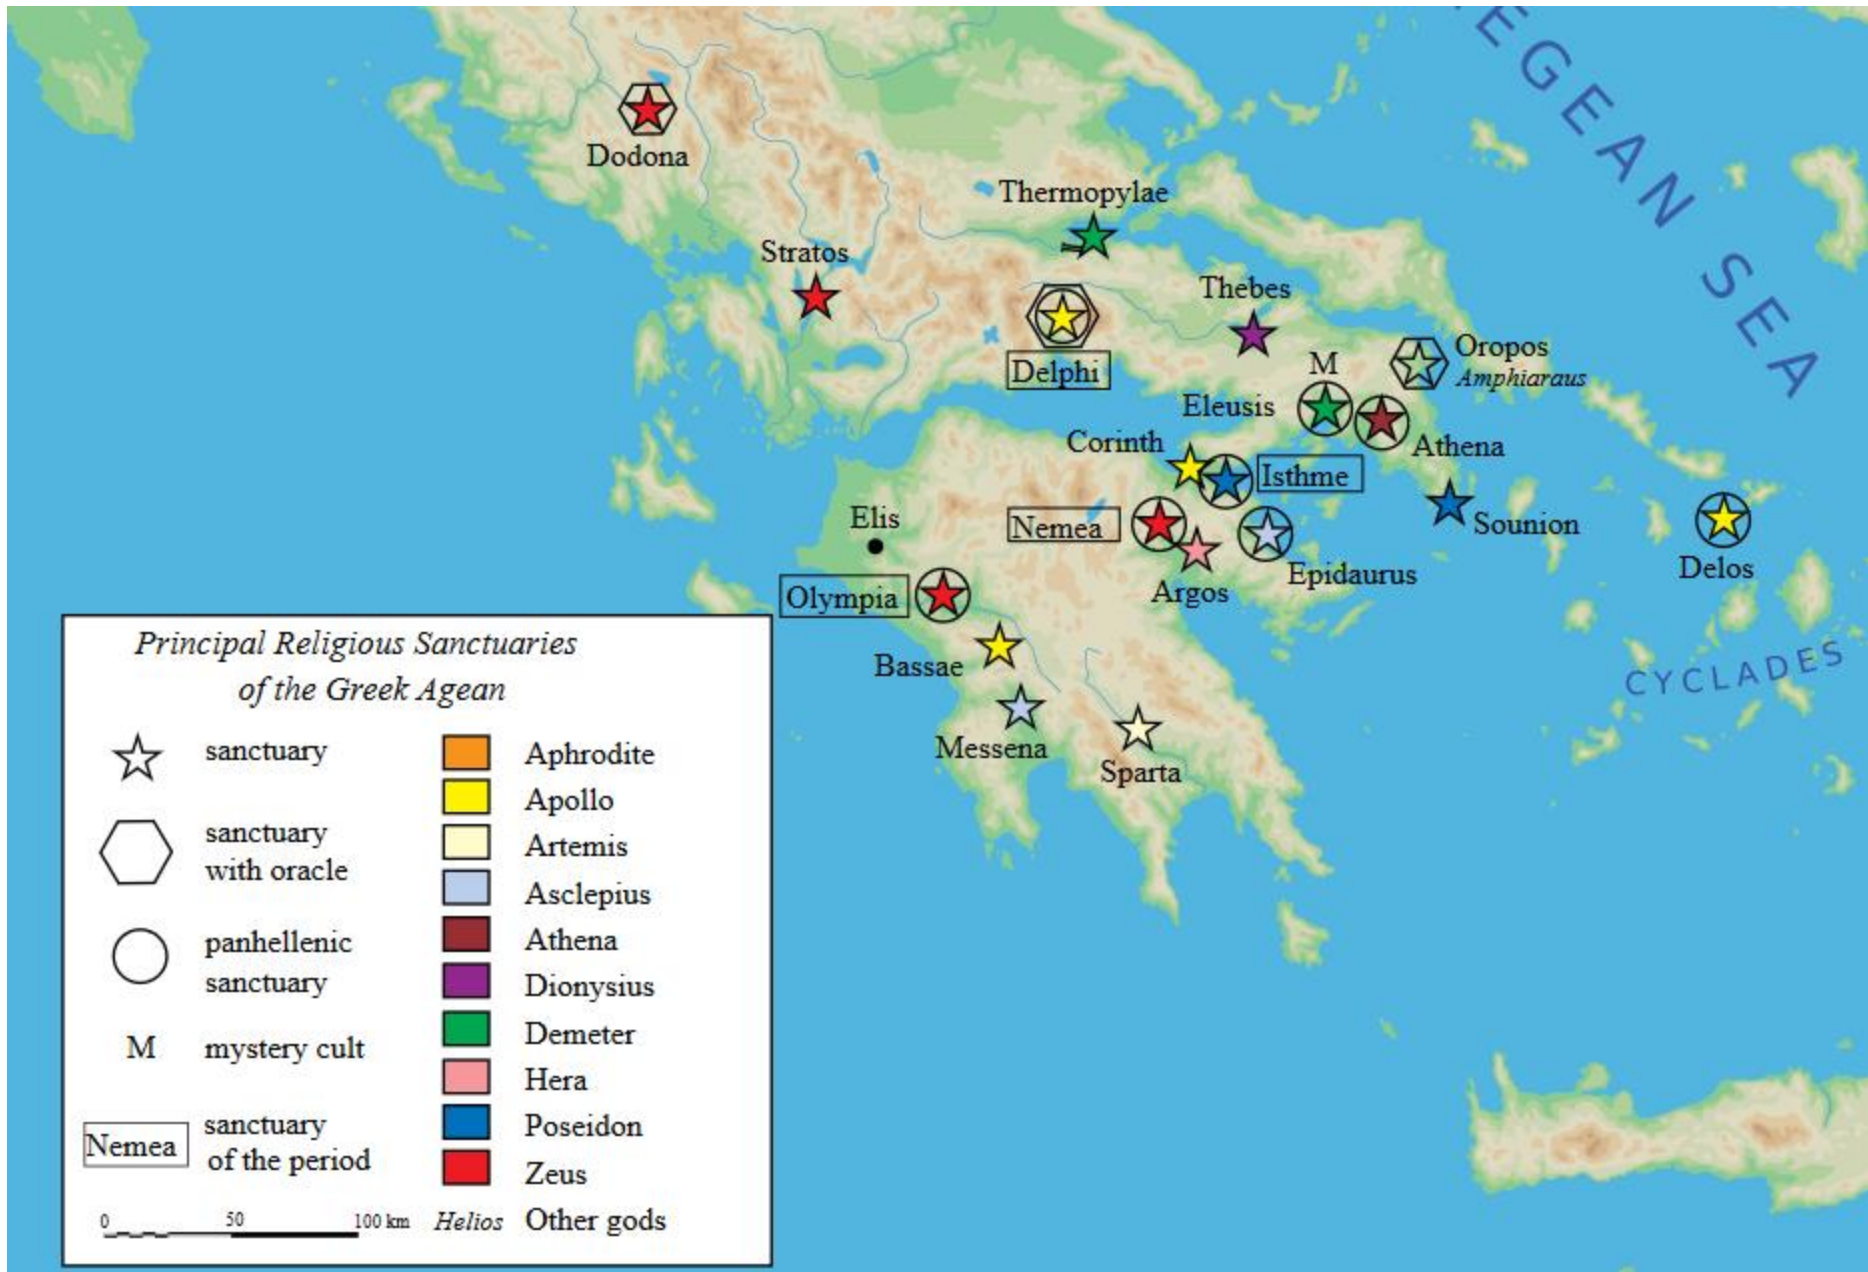 EGEAN SEA
Dodona
Thermopylae
Stratos
Thebes
Delphi
M
Oropos
Amphiaraus
Eleusis
Corinth
Athena
Isthme
Elis
Nemea
Sounion
Epidaurus
Delos
Olympia
Argos
Bassae
CYCLADES
Messena
Sparta
Principal Religious Sanctuaries
of the Greek Agean
sanctuary
sanctuary
with oracle
panhellenic
sanctuary
M mystery cult
Nemea
sanctuary
of the period
0 50 100 km
Aphrodite
Apollo
Artemis
Asclepius
Athena
Dionysius
Demeter
Hera
Poseidon
Zeus
Helios Other gods